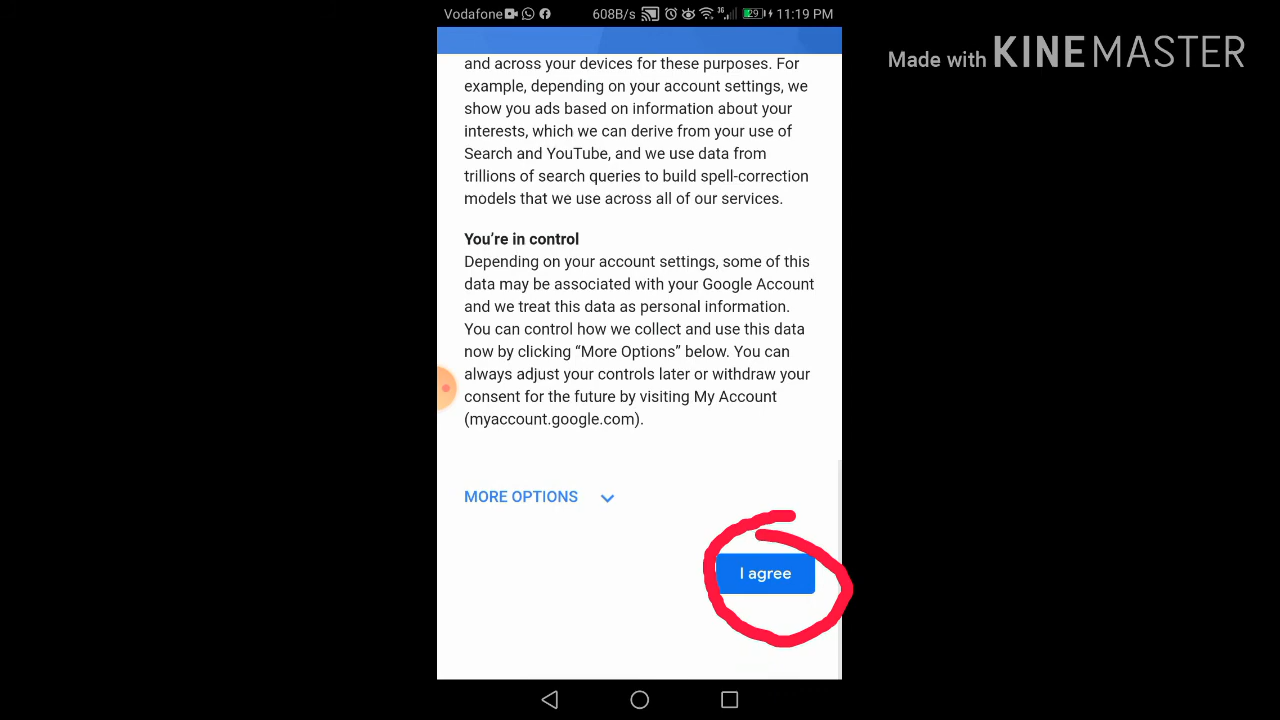 Vodafone 608B/s 3G 29 11:19 PM
Made with KINEMASTER
and across your devices for these purposes. For
example, depending on your account settings, we
show you ads based on information about your
interests, which we can derive from your use of
Search and YouTube, and we use data from
trillions of search queries to build spell-correction
models that we use across all of our services.
You’re in control
Depending on your account settings, some of this
data may be associated with your Google Account
and we treat this data as personal information.
You can control how we collect and use this data
now by clicking “More Options” below. You can
always adjust your controls later or withdraw your
consent for the future by visiting My Account
(myaccount.google.com).
MORE OPTIONS
I agree